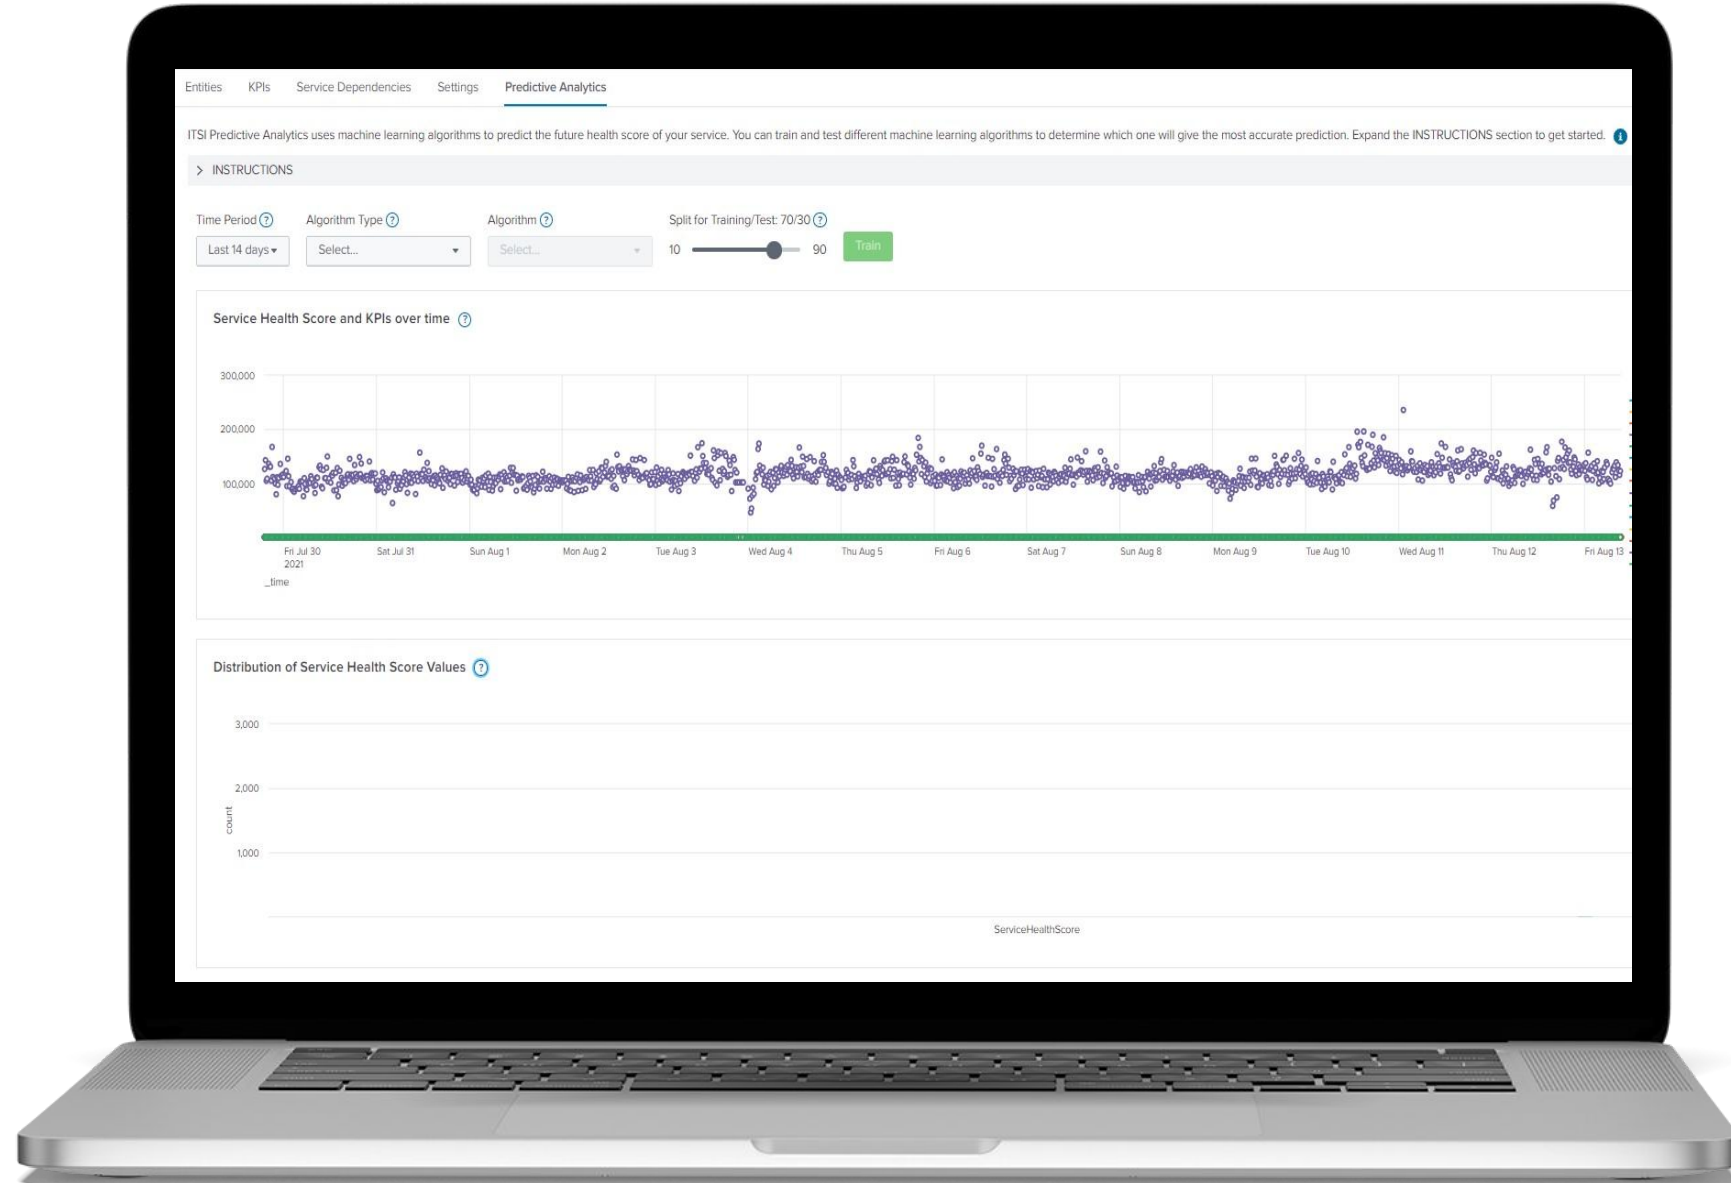 Entities KPIs Service Dependencies Settings Predictive Analytics
ITSI Predictive Analytics uses machine learning algorithms to predict the future health score of your service. You can train and test different machine learning algorithms to determine which one will give the most accurate prediction. Expand the INSTRUCTIONS section to get started.
INSTRUCTIONS
Time Period Algorithm Type Algorithm Split for Training/Test: 70/30
Last 14 days Select... Select... 10 90 Train
Service Health Score and KPIs over time
300,000
200,000
100,000
Fri Jul 30 Sat Jul 31 Sun Aug 1 Mon Aug 2 Tue Aug 3 Wed Aug 4 Thu Aug 5 Fri Aug 6 Sat Aug 7 Sun Aug 8 Mon Aug 9 Tue Aug 10 Wed Aug 11 Thu Aug 12 Fri Aug 13
2021
_time
Distribution of Service Health Score Values
3,000
2,000
count
1,000
ServiceHealthScore